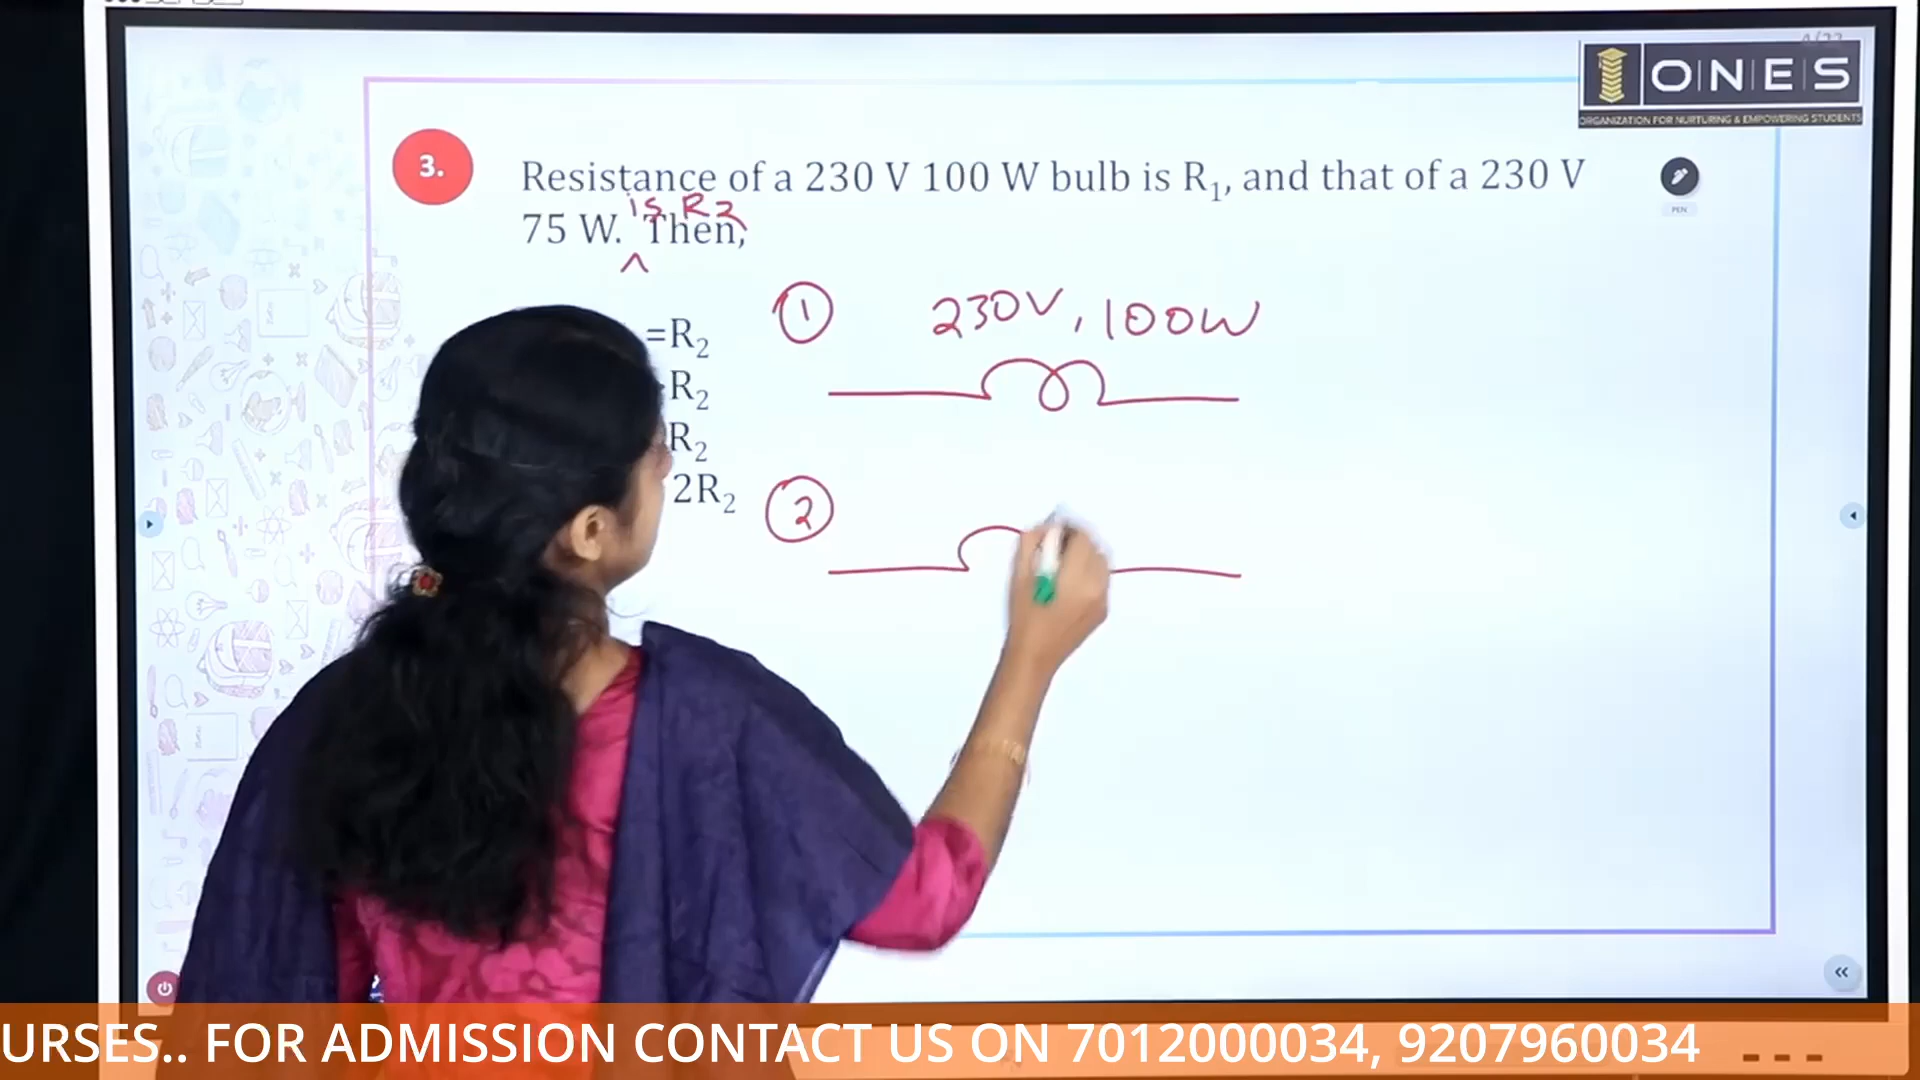 O|N|E|S
ORGANIZATION FOR NURTURING & EMPOWERING STUDENTS
3.
Resistance of a 230 V 100 W bulb is R₁, and that of a 230 V
is R2
75 W. Then,
^
PEN
① 230V, 100W
=R₂
R₂
R₂
2R₂
②
URSES.. FOR ADMISSION CONTACT US ON 7012000034, 9207960034